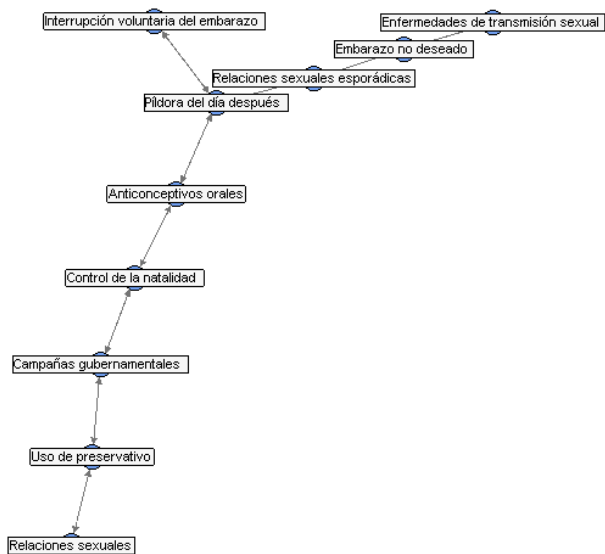 Interrupción voluntaria del embarazo
Enfermedades de transmisión sexual
Embarazo no deseado
Relaciones sexuales esporádicas
Píldora del día después
Anticonceptivos orales
Control de la natalidad
Campañas gubernamentales
Uso de preservativo
Relaciones sexuales